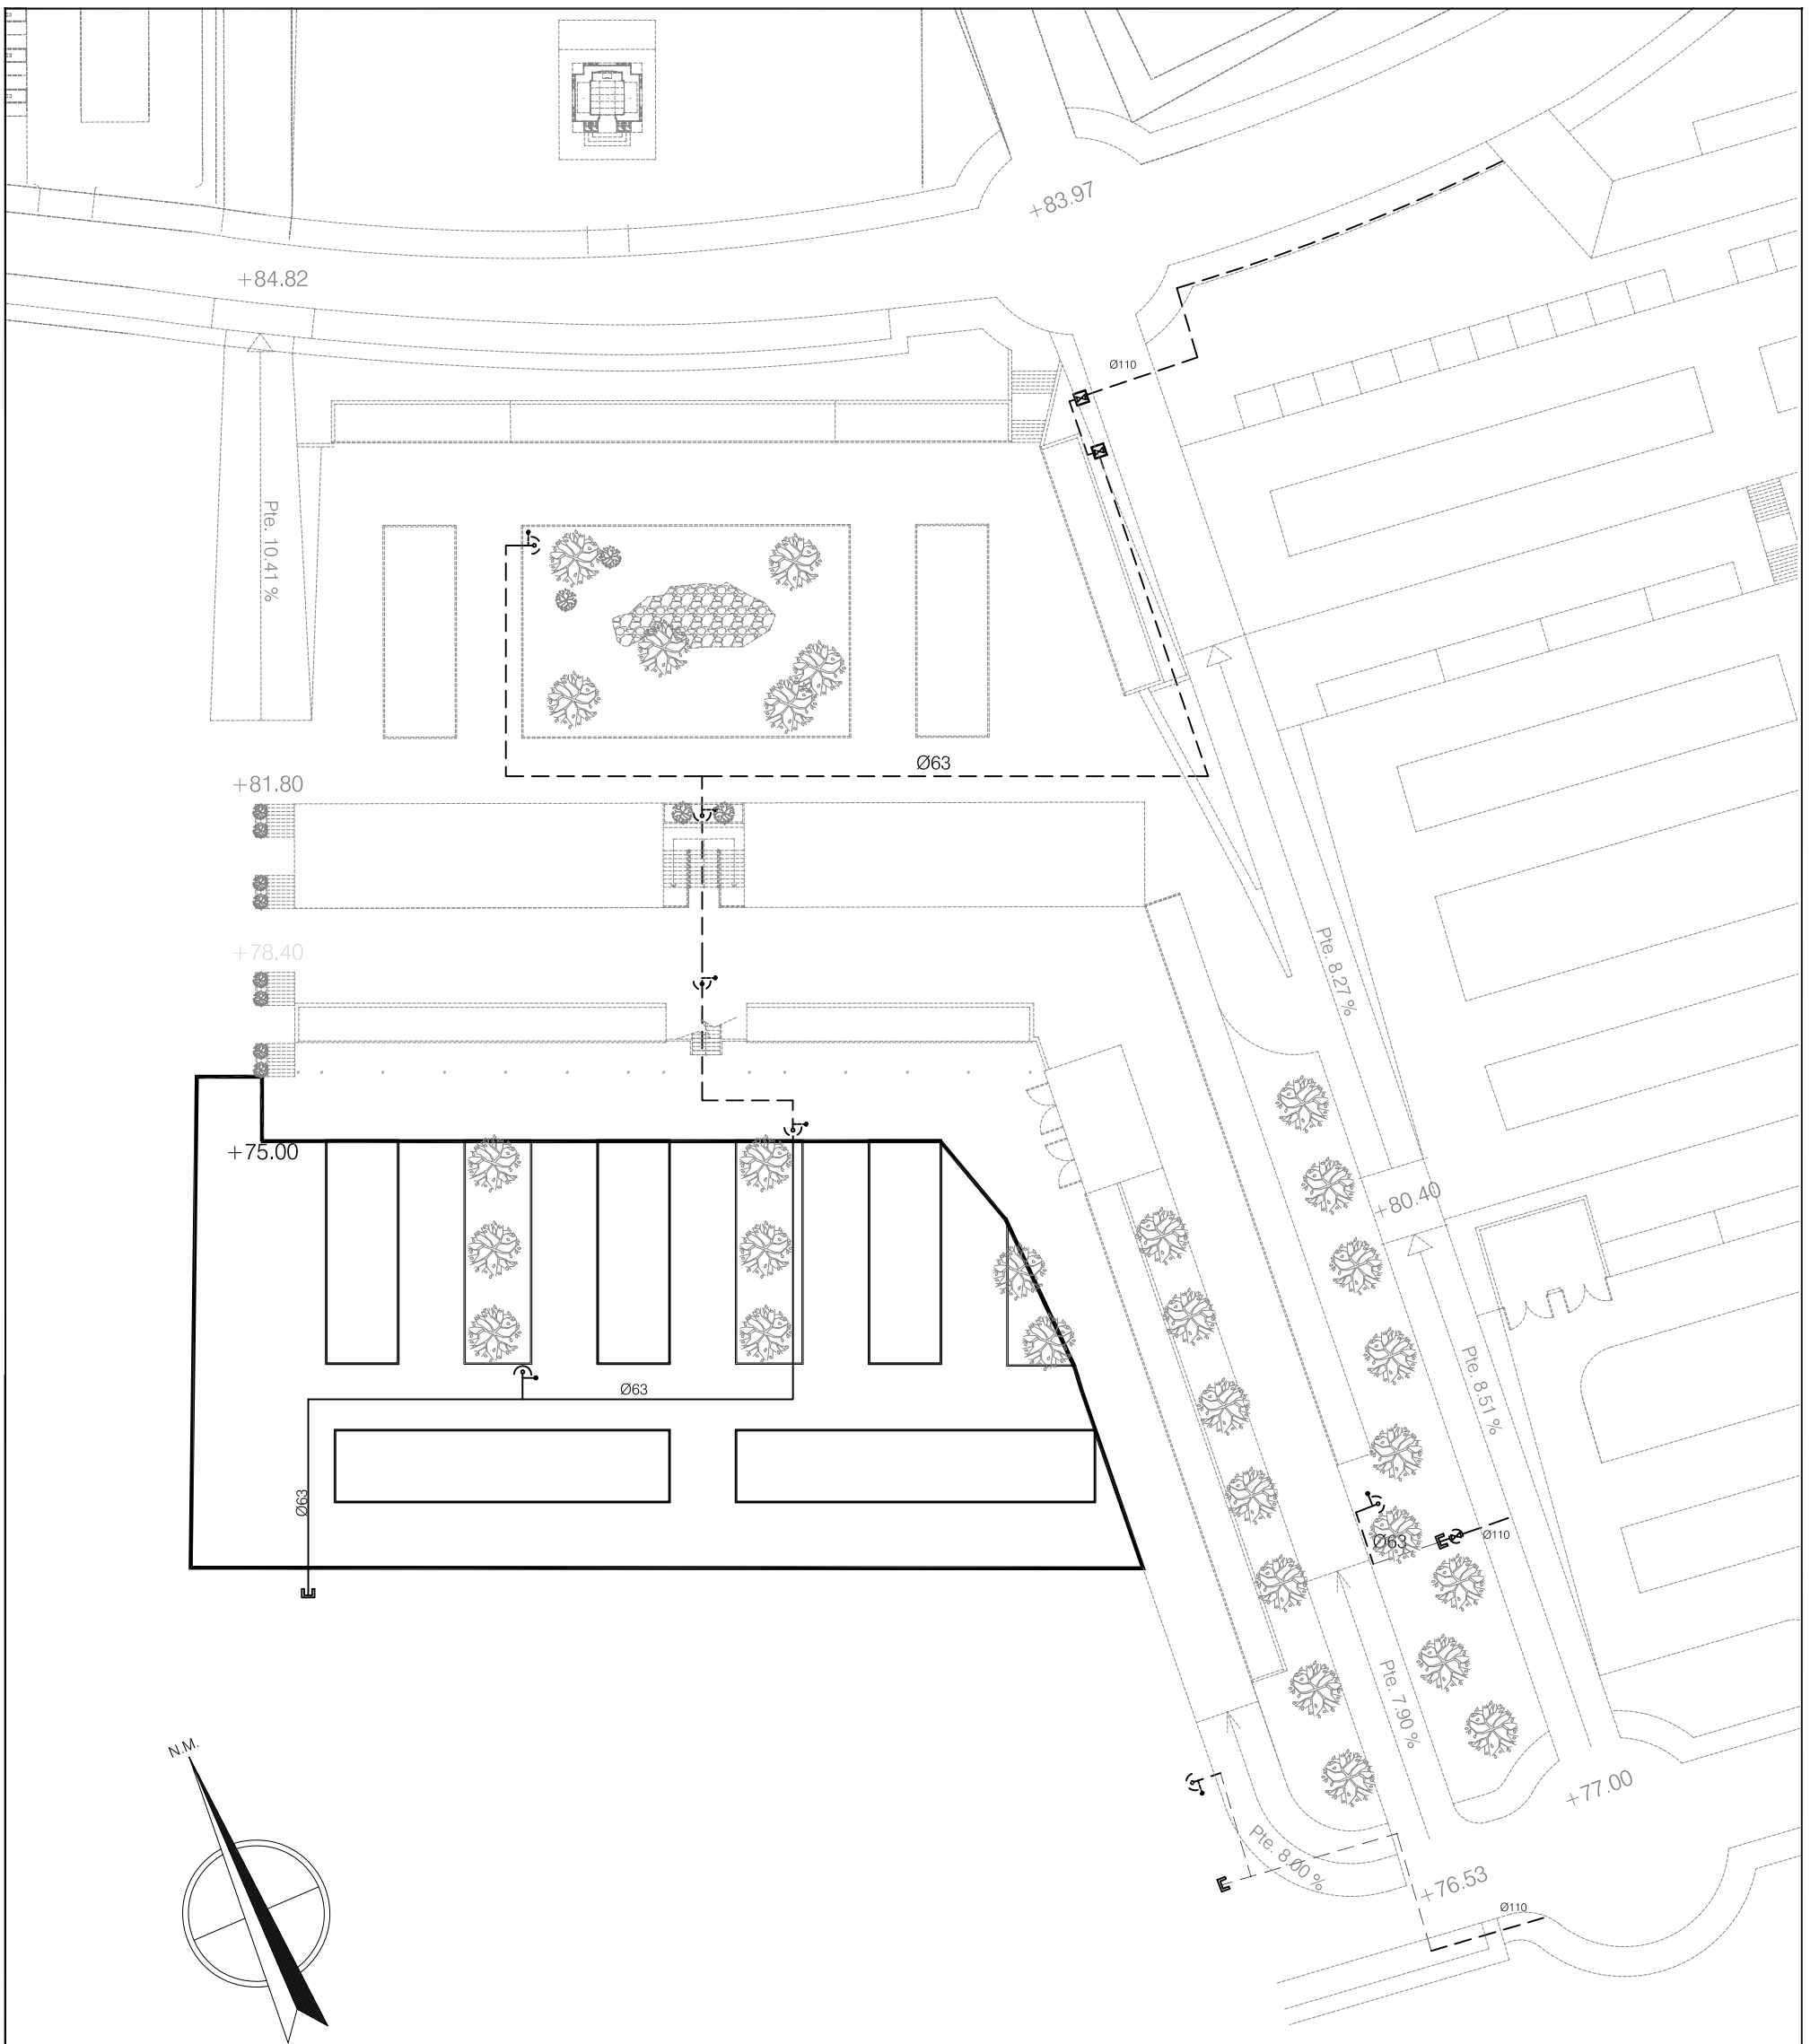 +83.97
+84.82
Ø110
Pte. 10.41 %
Ø63
+81.80
Pte. 8.27 %
+78.40
+75.00
+80.40
Pte. 8.51 %
Ø63
Ø63
Ø63
Ø110
Pte. 7.90 %
N.M.
+77.00
Pte. 8.00 %
+76.53
Ø110